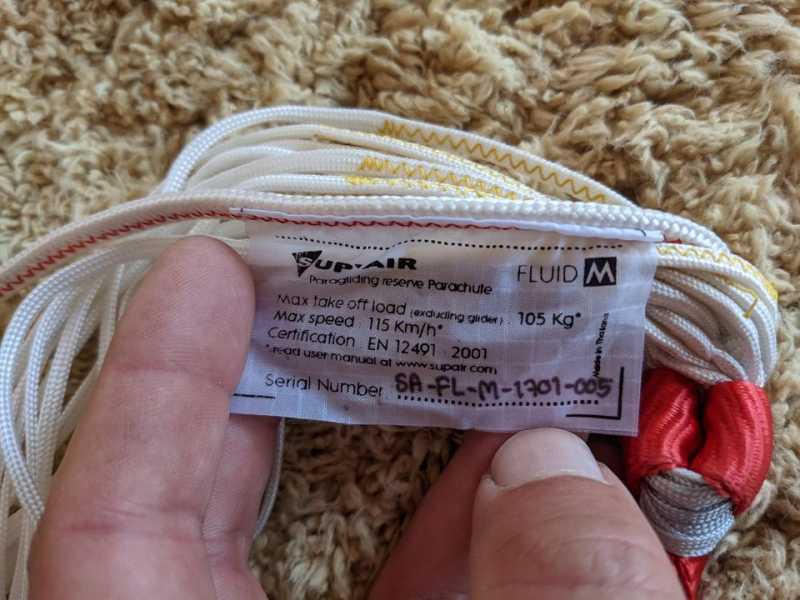 SUP'AIR FLUID M
Paragliding reserve Parachute
Max take off load (excluding glider) : 105 Kg*
Max speed : 115 Km/h*
Certification : EN 12491 : 2001
*read user manual at www.supair.com
Made in Thailand
Serial Number SA-FL-M-1701-005